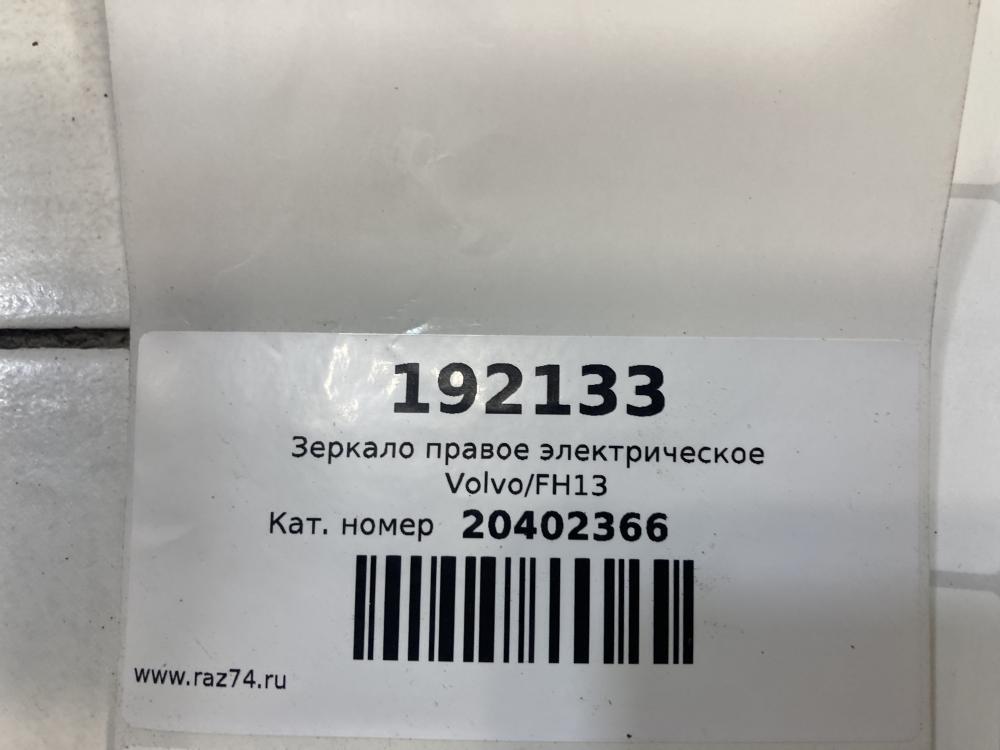 192133
Зеркало правое электрическое
Volvo/FH13
Кат. номер 20402366
www.raz74.ru